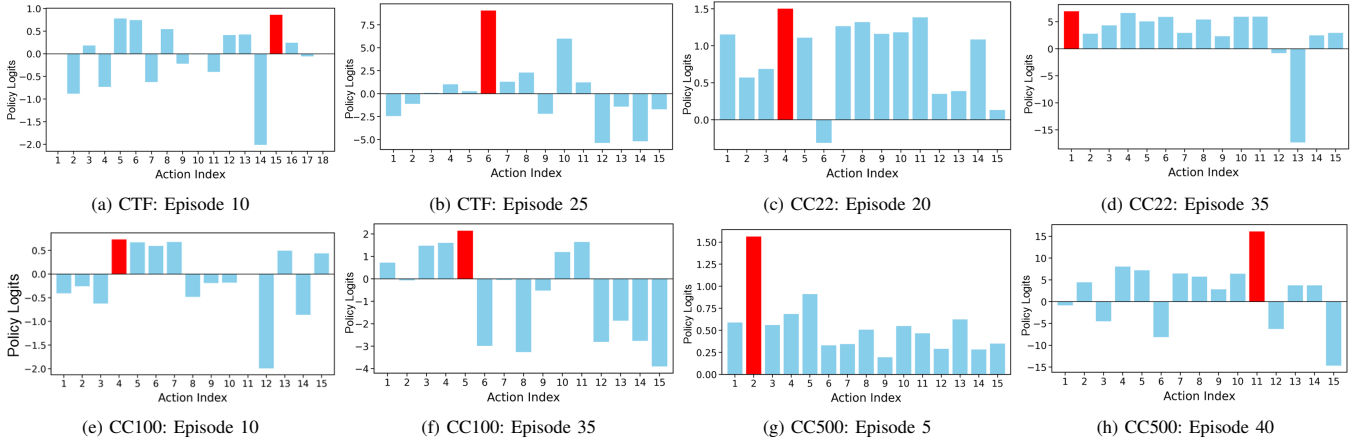 Policy Logits
1.0
0.5
0.0
−0.5
−1.0
−1.5
−2.0
1 2 3 4 5 6 7 8 9 10 11 12 13 14 15 16 17 18
Action Index
(a) CTF: Episode 10
Policy Logits
7.5
5.0
2.5
0.0
−2.5
−5.0
1 2 3 4 5 6 7 8 9 10 11 12 13 14 15
Action Index
(b) CTF: Episode 25
Policy Logits
1.5
1.0
0.5
0.0
1 2 3 4 5 6 7 8 9 10 11 12 13 14 15
Action Index
(c) CC22: Episode 20
Policy Logits
5
0
−5
−10
−15
1 2 3 4 5 6 7 8 9 10 11 12 13 14 15
Action Index
(d) CC22: Episode 35
Policy Logits
0.5
0.0
−0.5
−1.0
−1.5
−2.0
1 2 3 4 5 6 7 8 9 10 11 12 13 14 15
Action Index
(e) CC100: Episode 10
Policy Logits
2
1
0
−1
−2
−3
−4
1 2 3 4 5 6 7 8 9 10 11 12 13 14 15
Action Index
(f) CC100: Episode 35
Policy Logits
1.50
1.25
1.00
0.75
0.50
0.25
0.00
1 2 3 4 5 6 7 8 9 10 11 12 13 14 15
Action Index
(g) CC500: Episode 5
Policy Logits
15
10
5
0
−5
−10
−15
1 2 3 4 5 6 7 8 9 10 11 12 13 14 15
Action Index
(h) CC500: Episode 40